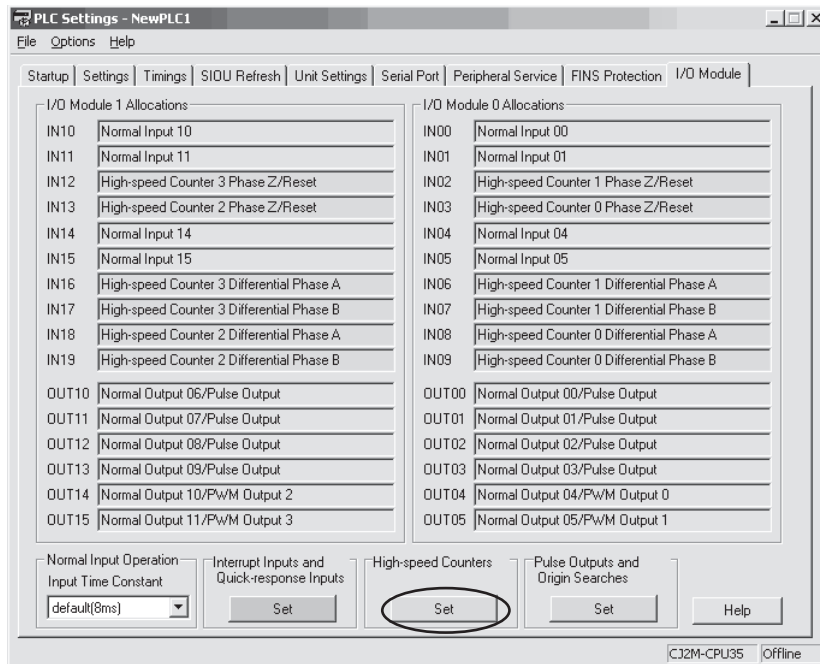 PLC Settings - NewPLC1
File Options Help
Startup Settings Timings SIOU Refresh Unit Settings Serial Port Peripheral Service FINS Protection I/O Module
I/O Module 1 Allocations
IN10 Normal Input 10
IN11 Normal Input 11
IN12 High-speed Counter 3 Phase Z/Reset
IN13 High-speed Counter 2 Phase Z/Reset
IN14 Normal Input 14
IN15 Normal Input 15
IN16 High-speed Counter 3 Differential Phase A
IN17 High-speed Counter 3 Differential Phase B
IN18 High-speed Counter 2 Differential Phase A
IN19 High-speed Counter 2 Differential Phase B
OUT10 Normal Output 06/Pulse Output
OUT11 Normal Output 07/Pulse Output
OUT12 Normal Output 08/Pulse Output
OUT13 Normal Output 09/Pulse Output
OUT14 Normal Output 10/PWM Output 2
OUT15 Normal Output 11/PWM Output 3
I/O Module 0 Allocations
IN00 Normal Input 00
IN01 Normal Input 01
IN02 High-speed Counter 1 Phase Z/Reset
IN03 High-speed Counter 0 Phase Z/Reset
IN04 Normal Input 04
IN05 Normal Input 05
IN06 High-speed Counter 1 Differential Phase A
IN07 High-speed Counter 1 Differential Phase B
IN08 High-speed Counter 0 Differential Phase A
IN09 High-speed Counter 0 Differential Phase B
OUT00 Normal Output 00/Pulse Output
OUT01 Normal Output 01/Pulse Output
OUT02 Normal Output 02/Pulse Output
OUT03 Normal Output 03/Pulse Output
OUT04 Normal Output 04/PWM Output 0
OUT05 Normal Output 05/PWM Output 1
Normal Input Operation
Input Time Constant
default(8ms)
Interrupt Inputs and
Quick-response Inputs
Set
High-speed Counters
Set
Pulse Outputs and
Origin Searches
Set
Help
CJ2M-CPU35 Offline